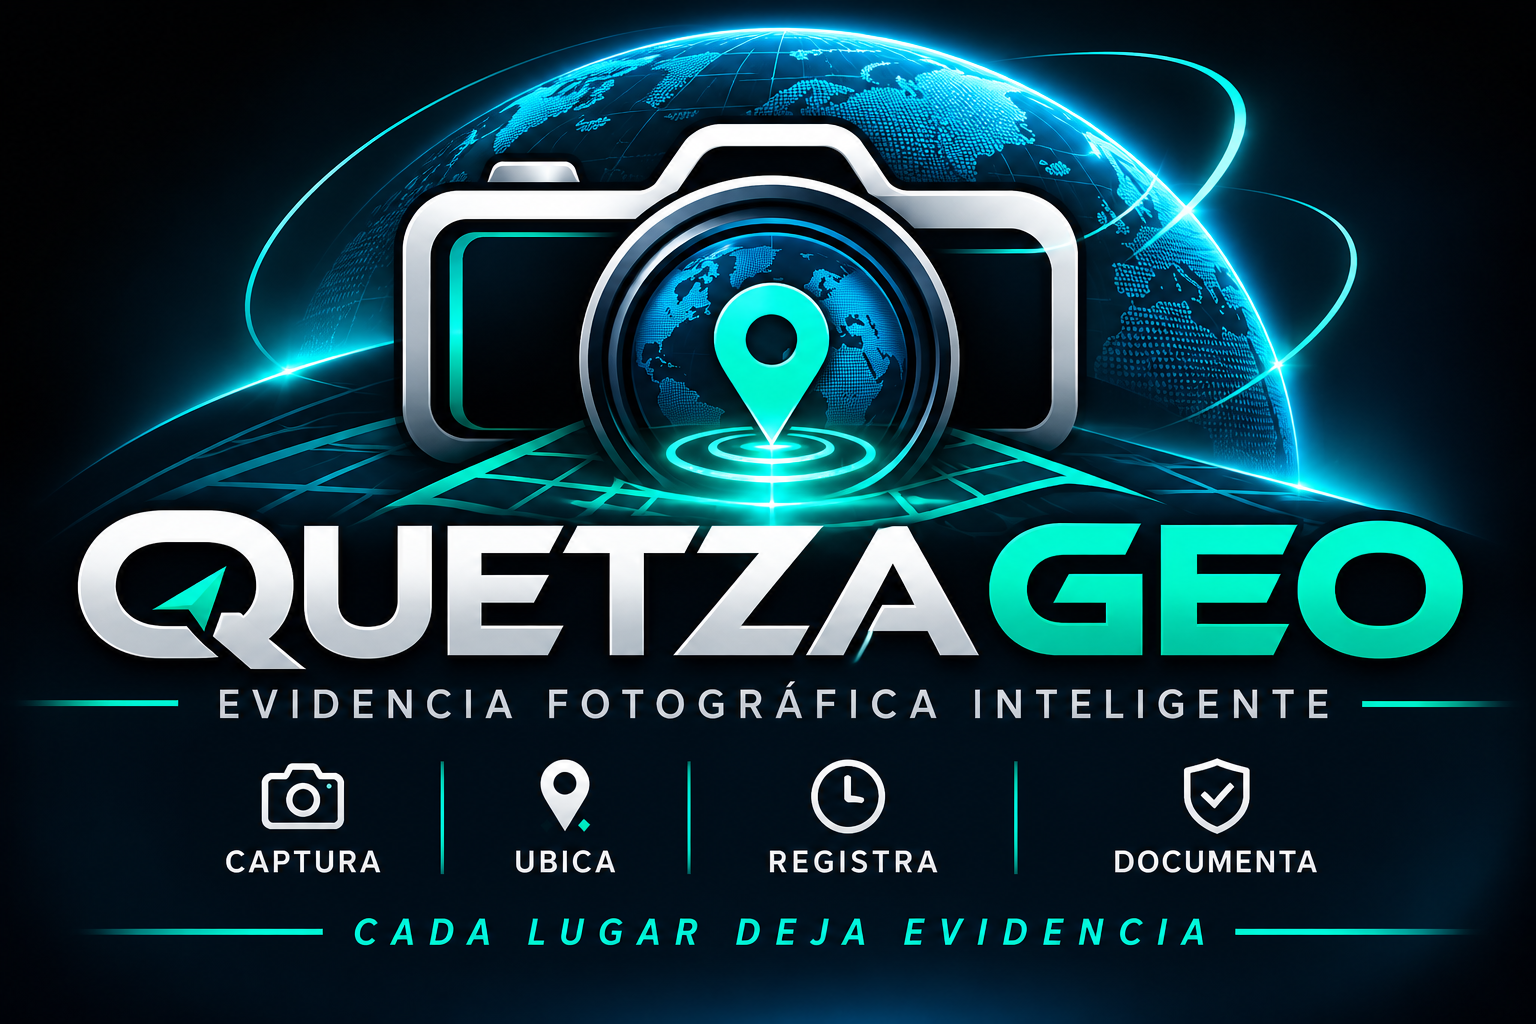 QUETZAGEO
EVIDENCIA FOTOGRÁFICA INTELIGENTE
CAPTURA UBICA REGISTRA DOCUMENTA
CADA LUGAR DEJA EVIDENCIA